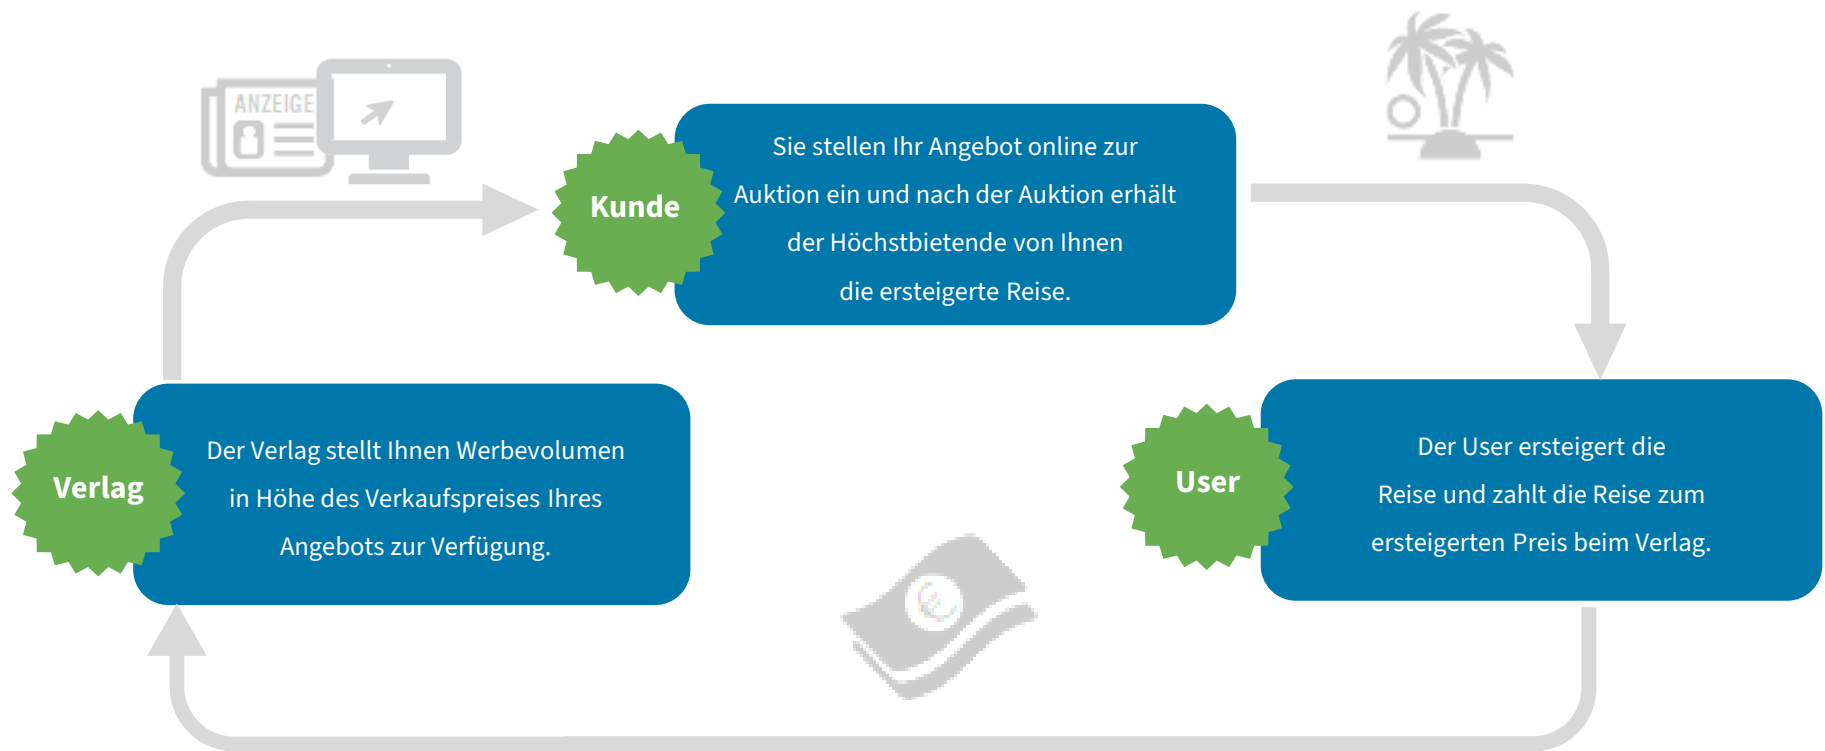 ANZEIGE
Kunde
Sie stellen Ihr Angebot online zur
Auktion ein und nach der Auktion erhält
der Höchstbietende von Ihnen
die ersteigerte Reise.
Verlag
Der Verlag stellt Ihnen Werbevolumen
in Höhe des Verkaufspreises Ihres
Angebots zur Verfügung.
User
Der User ersteigert die
Reise und zahlt die Reise zum
ersteigerten Preis beim Verlag.
€